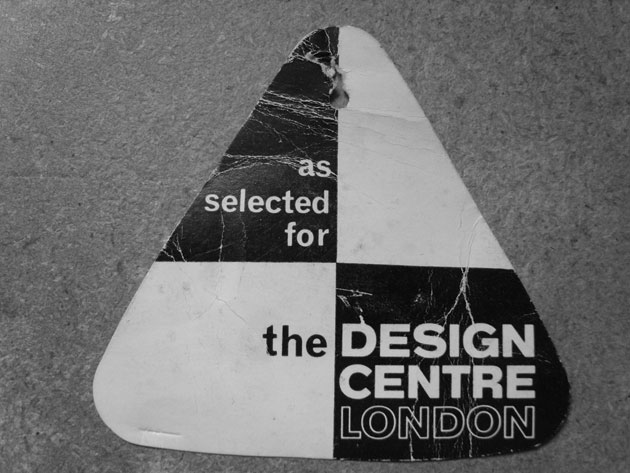 as
selected
for
the DESIGN
CENTRE
LONDON